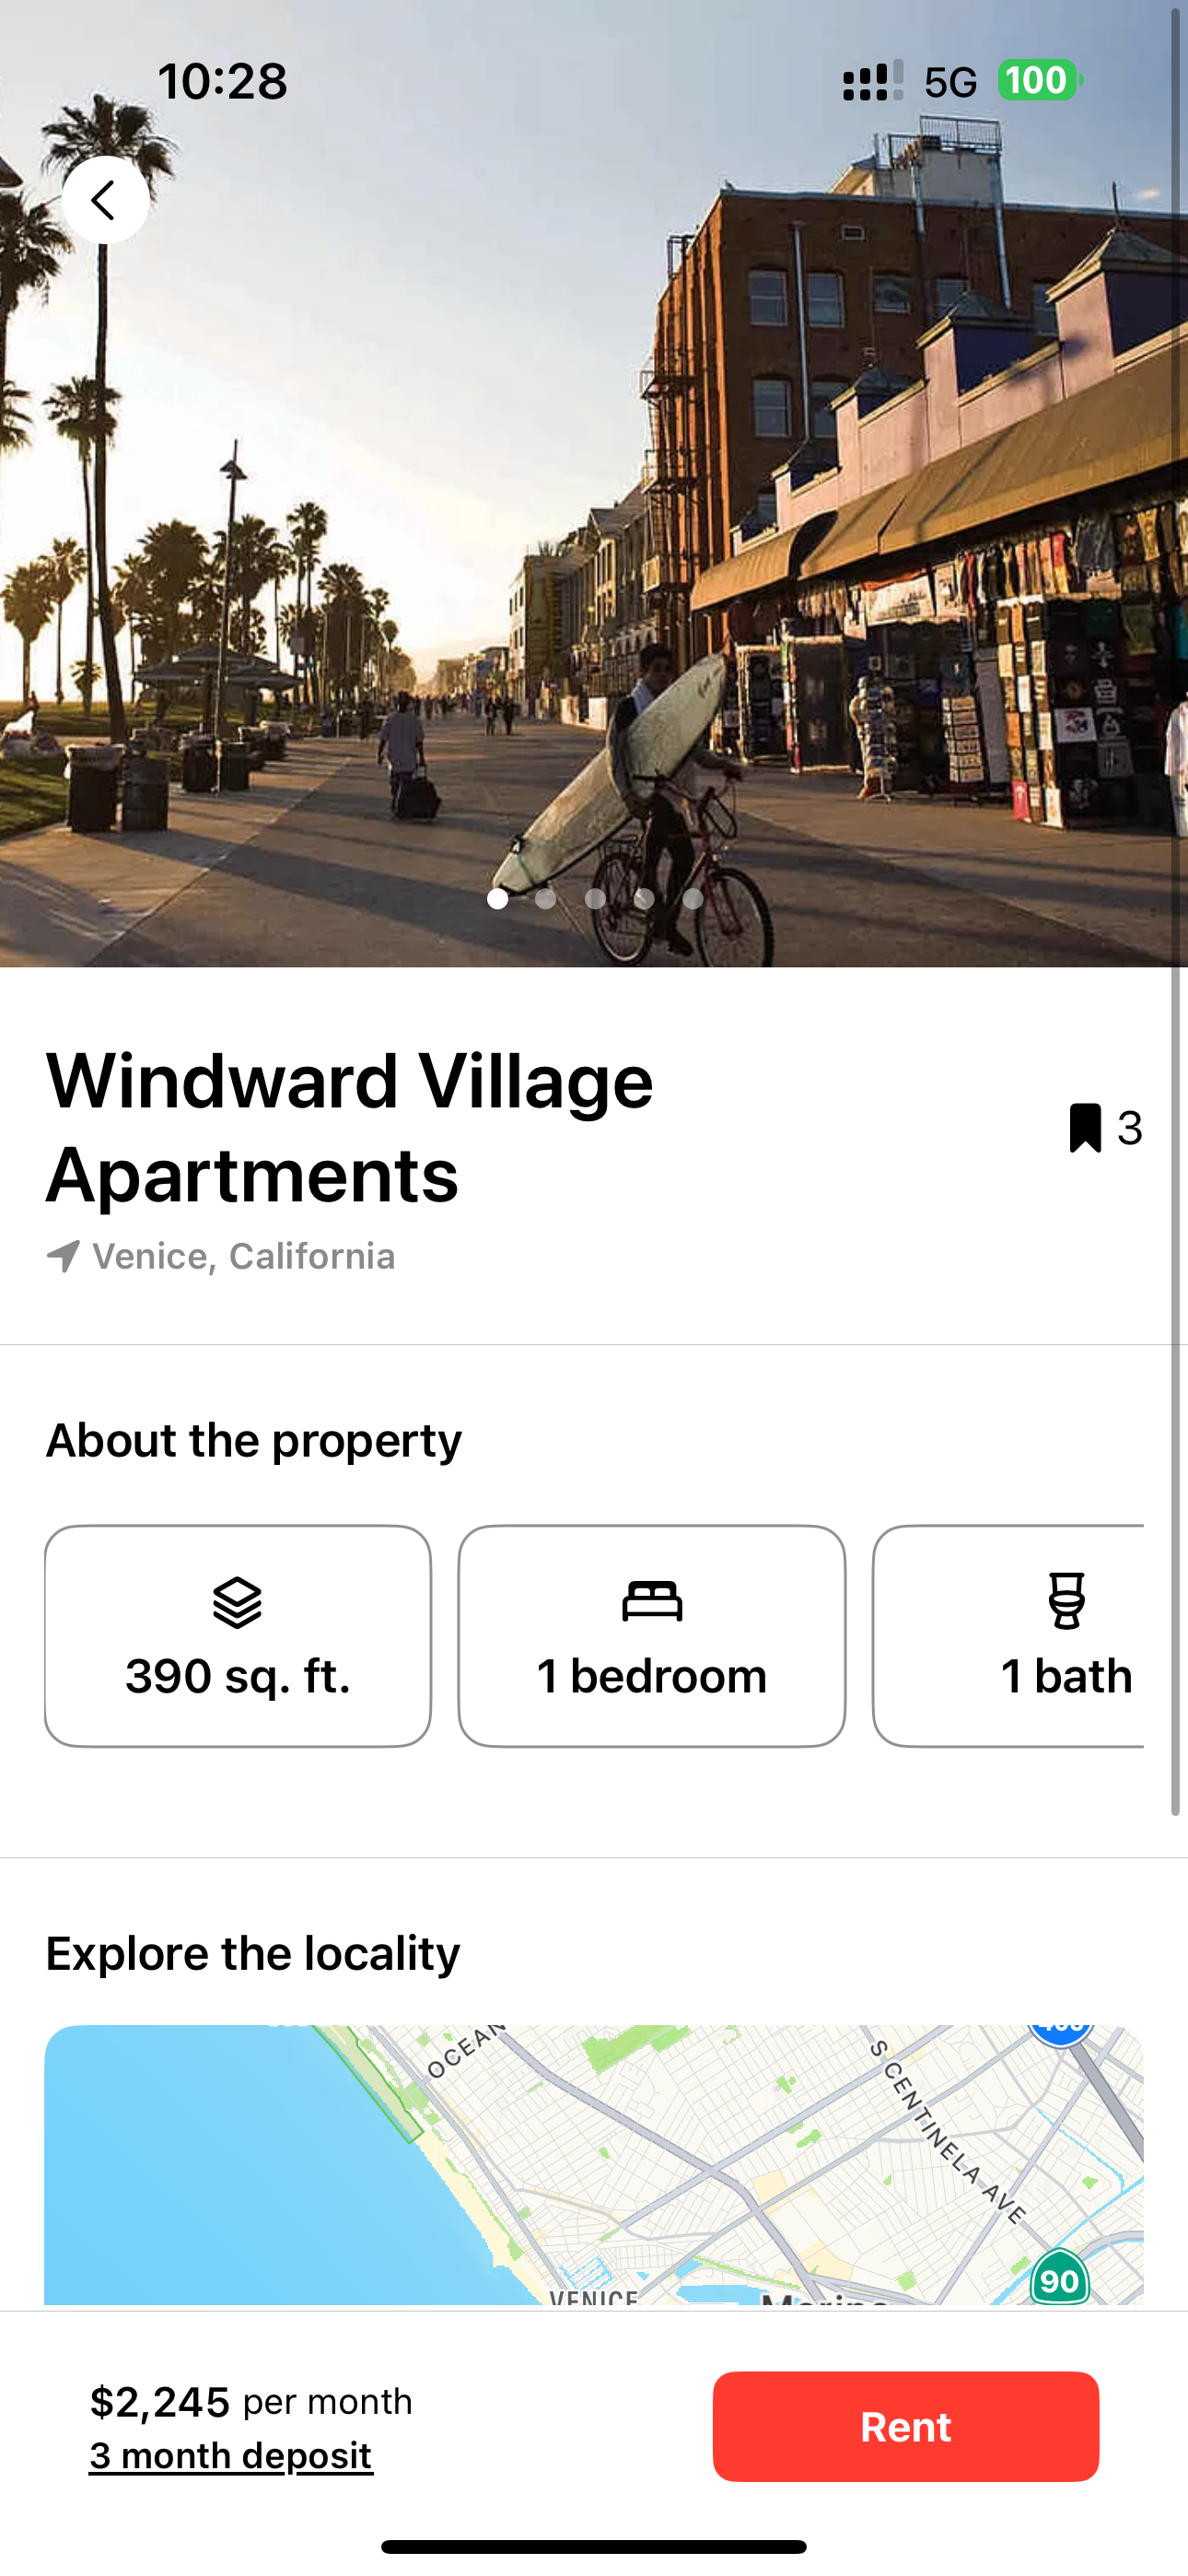 10:28
5G
100
Windward Village
Apartments
3
Venice, California
About the property
390 sq. ft.
1 bedroom
1 bath
Explore the locality
OCEAN
S CENTINELA AVE
90
VENICE
$2,245 per month
3 month deposit
Rent